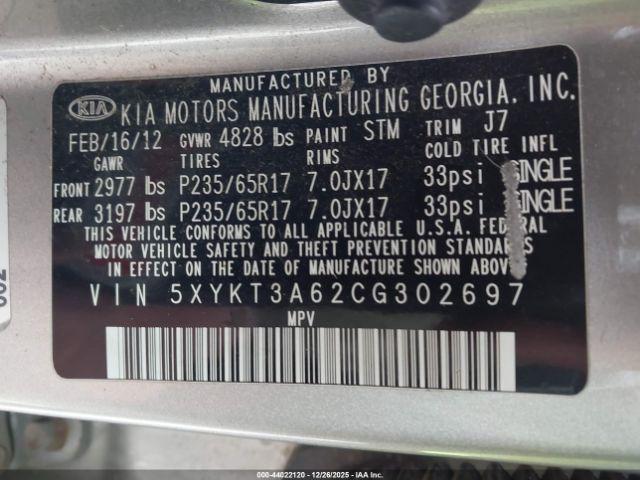 MANUFACTURED BY
KIA KIA MOTORS MANUFACTURING GEORGIA, INC.
FEB/16/12 GVWR 4828 lbs PAINT STM TRIM J7
GAWR TIRES RIMS COLD TIRE INFL
FRONT 2977 lbs P235/65R17 7.0JX17 33psi SINGLE
REAR 3197 lbs P235/65R17 7.0JX17 33psi SINGLE
THIS VEHICLE CONFORMS TO ALL APPLICABLE U.S.A. FEDERAL
MOTOR VEHICLE SAFETY AND THEFT PREVENTION STANDARDS
IN EFFECT ON THE DATE OF MANUFACTURE SHOWN ABOVE
VIN 5XYKT3A62CG302697
MPV
000-44022120 | 12/26/2025 | IAA Inc.